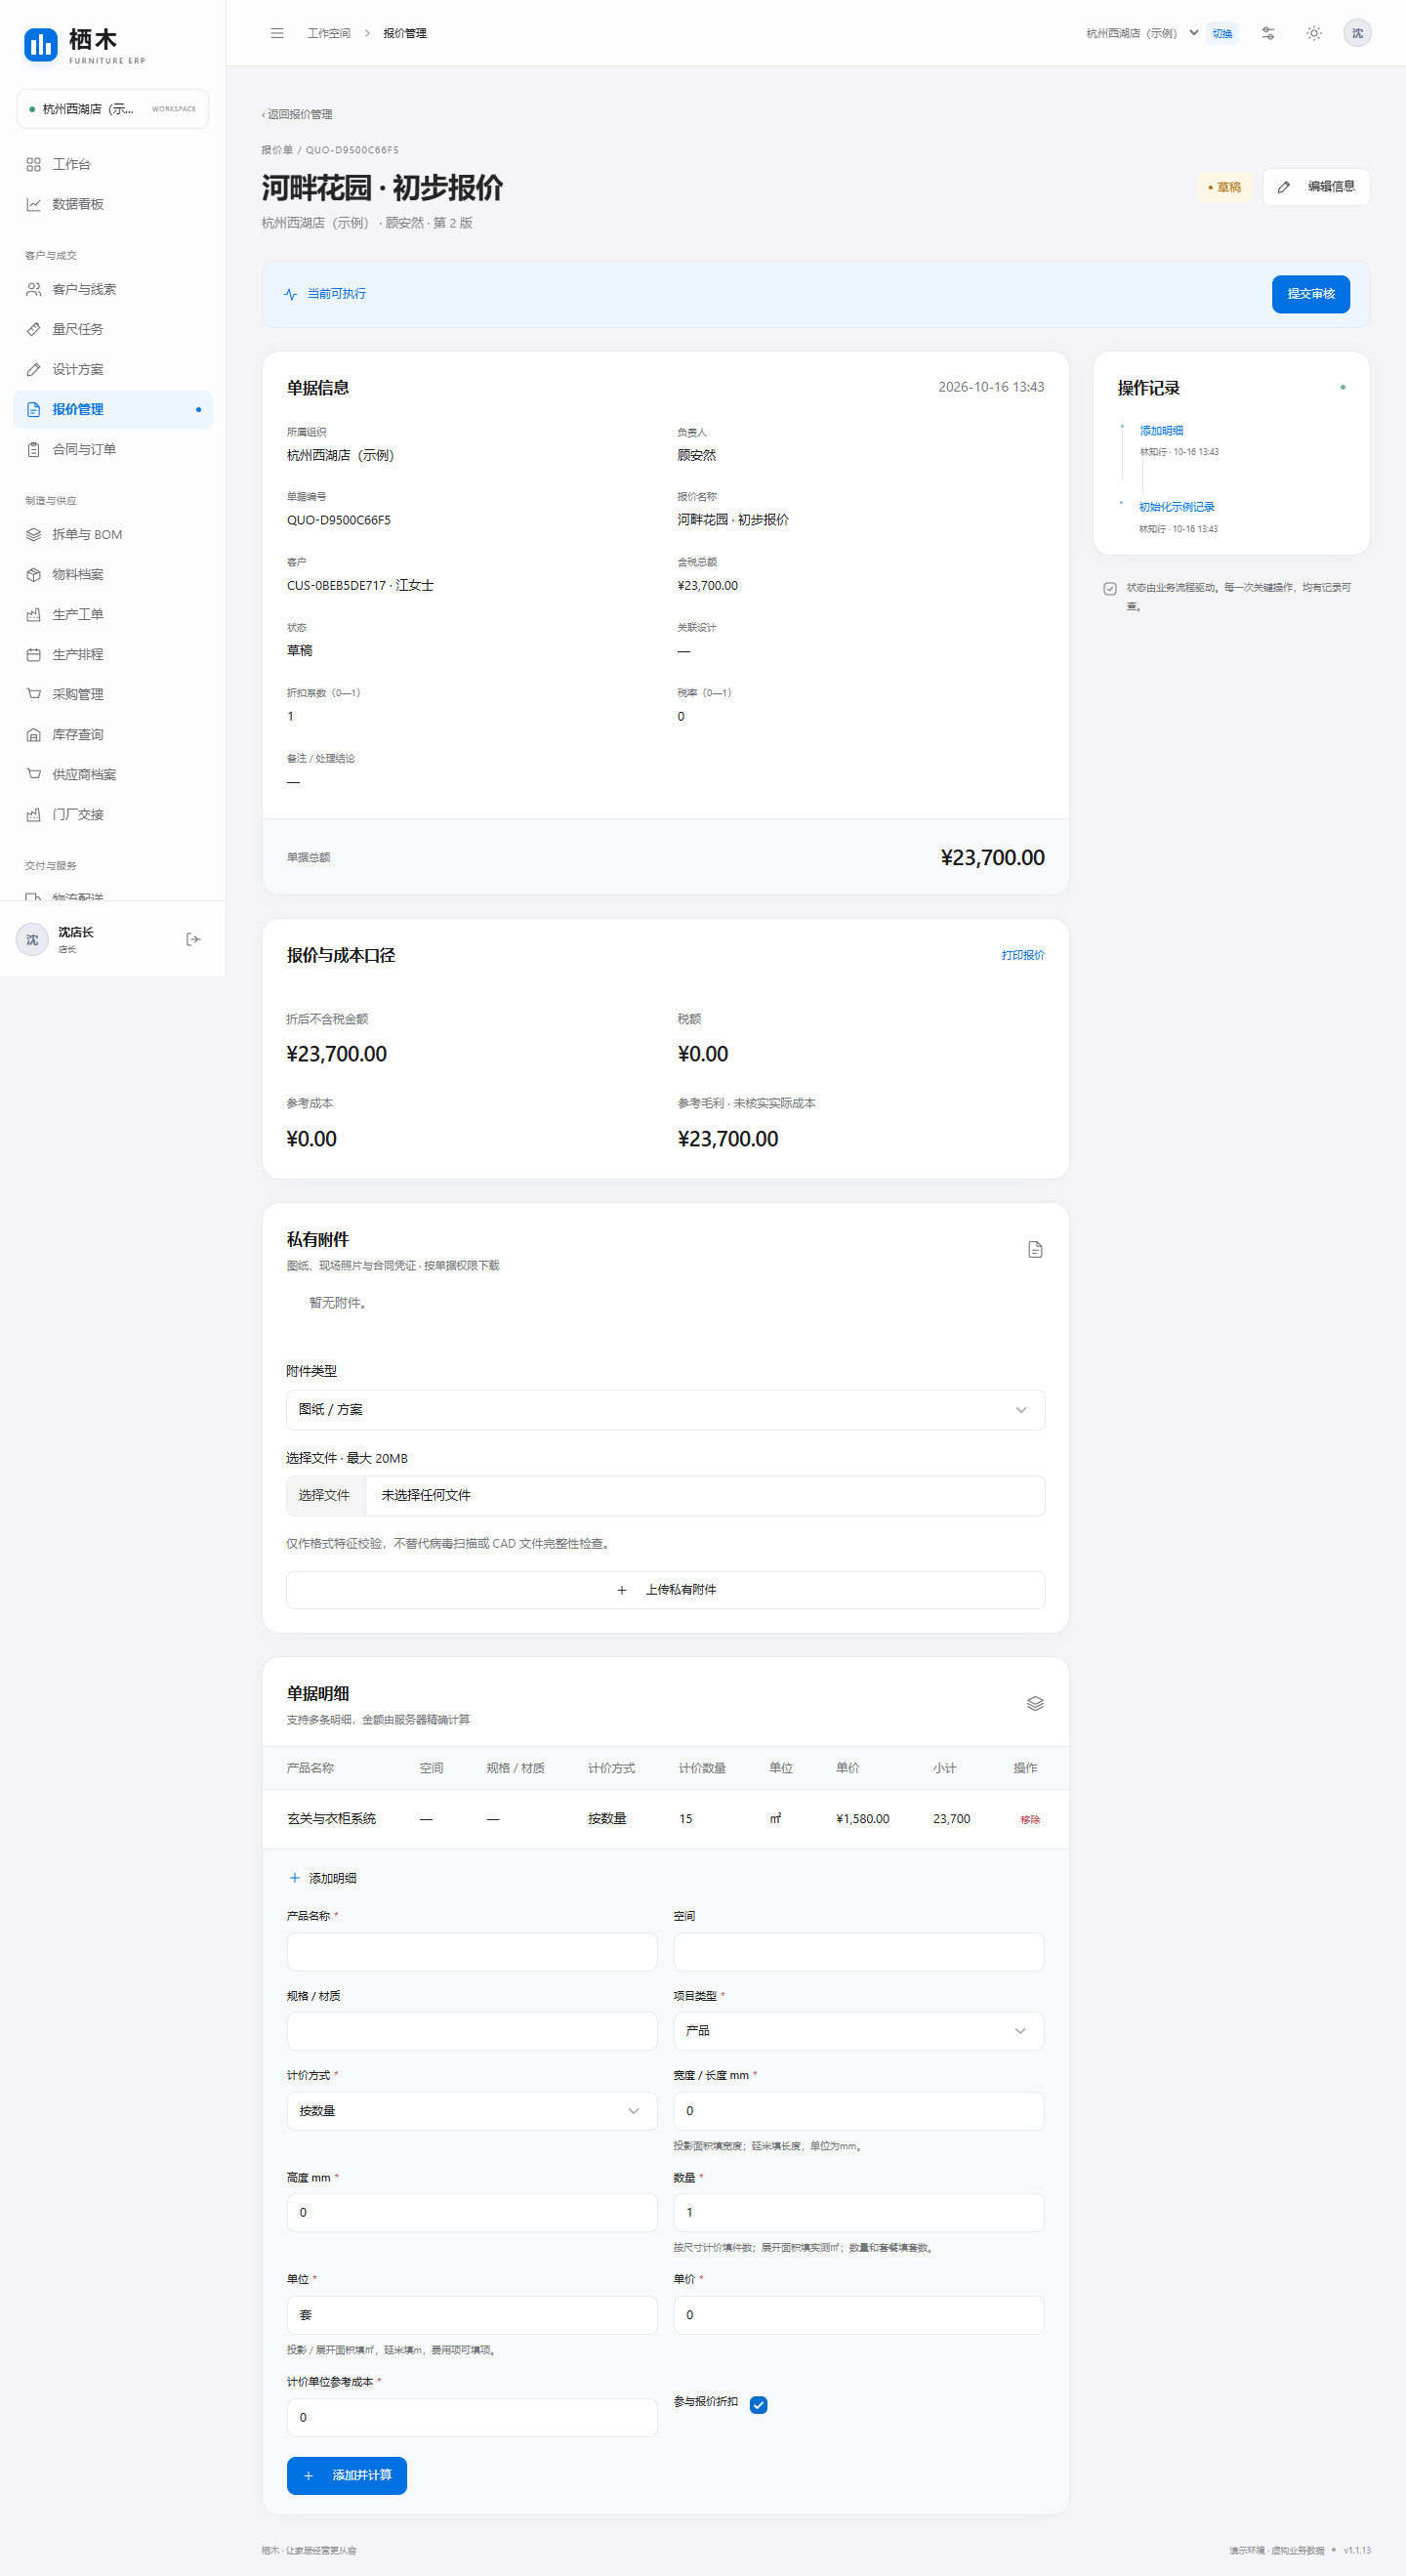 栖木
FURNITURE ERP
杭州西湖店（示... WORKSPACE
工作台
数据看板
客户与成交
客户与线索
量尺任务
设计方案
报价管理
合同与订单
制造与供应
拆单与 BOM
物料档案
生产工单
生产排程
采购管理
库存查询
供应商档案
门厂交接
交付与服务
物流配送
沈 沈店长
店长
工作空间 > 报价管理
杭州西湖店（示例） 切换 沈
‹ 返回报价管理
报价单 / QUO-D9500C66F5
河畔花园 · 初步报价
杭州西湖店（示例） · 顾安然 · 第 2 版
• 草稿 编辑信息
当前可执行 提交审核
单据信息 2026-10-16 13:43
所属组织 负责人
杭州西湖店（示例） 顾安然
单据编号 报价名称
QUO-D9500C66F5 河畔花园 · 初步报价
客户 含税总额
CUS-0BEB5DE717 · 江女士 ¥23,700.00
状态 关联设计
草稿 —
折扣系数（0—1） 税率（0—1）
1 0
备注 / 处理结论
—
单据总额 ¥23,700.00
操作记录
添加明细
林知行 · 10-16 13:43
初始化示例记录
林知行 · 10-16 13:43
状态由业务流程驱动。每一次关键操作，均有记录可
查。
报价与成本口径 打印报价
折后不含税金额 税额
¥23,700.00 ¥0.00
参考成本 参考毛利 · 未核实实际成本
¥0.00 ¥23,700.00
私有附件
图纸、现场照片与合同凭证 · 按单据权限下载
暂无附件。
附件类型
图纸 / 方案
选择文件 · 最大 20MB
选择文件 未选择任何文件
仅作格式特征校验，不替代病毒扫描或 CAD 文件完整性检查。
+ 上传私有附件
单据明细
支持多条明细，金额由服务器精确计算
产品名称 空间 规格 / 材质 计价方式 计价数量 单位 单价 小计 操作
玄关与衣柜系统 — — 按数量 15 ㎡ ¥1,580.00 23,700 移除
+ 添加明细
产品名称 * 空间
规格 / 材质 项目类型 *
产品
计价方式 * 宽度 / 长度 mm *
按数量 0
投影面积填宽度；延米填长度，单位为mm。
高度 mm * 数量 *
0 1
按尺寸计价填件数；展开面积填实测㎡；数量和套餐填套数。
单位 * 单价 *
套 0
投影 / 展开面积填㎡，延米填m，费用项可填项。
计价单位参考成本 * 参与报价折扣
0
+ 添加并计算
栖木 · 让家居经营更从容 演示环境 · 虚构业务数据 • v1.1.13